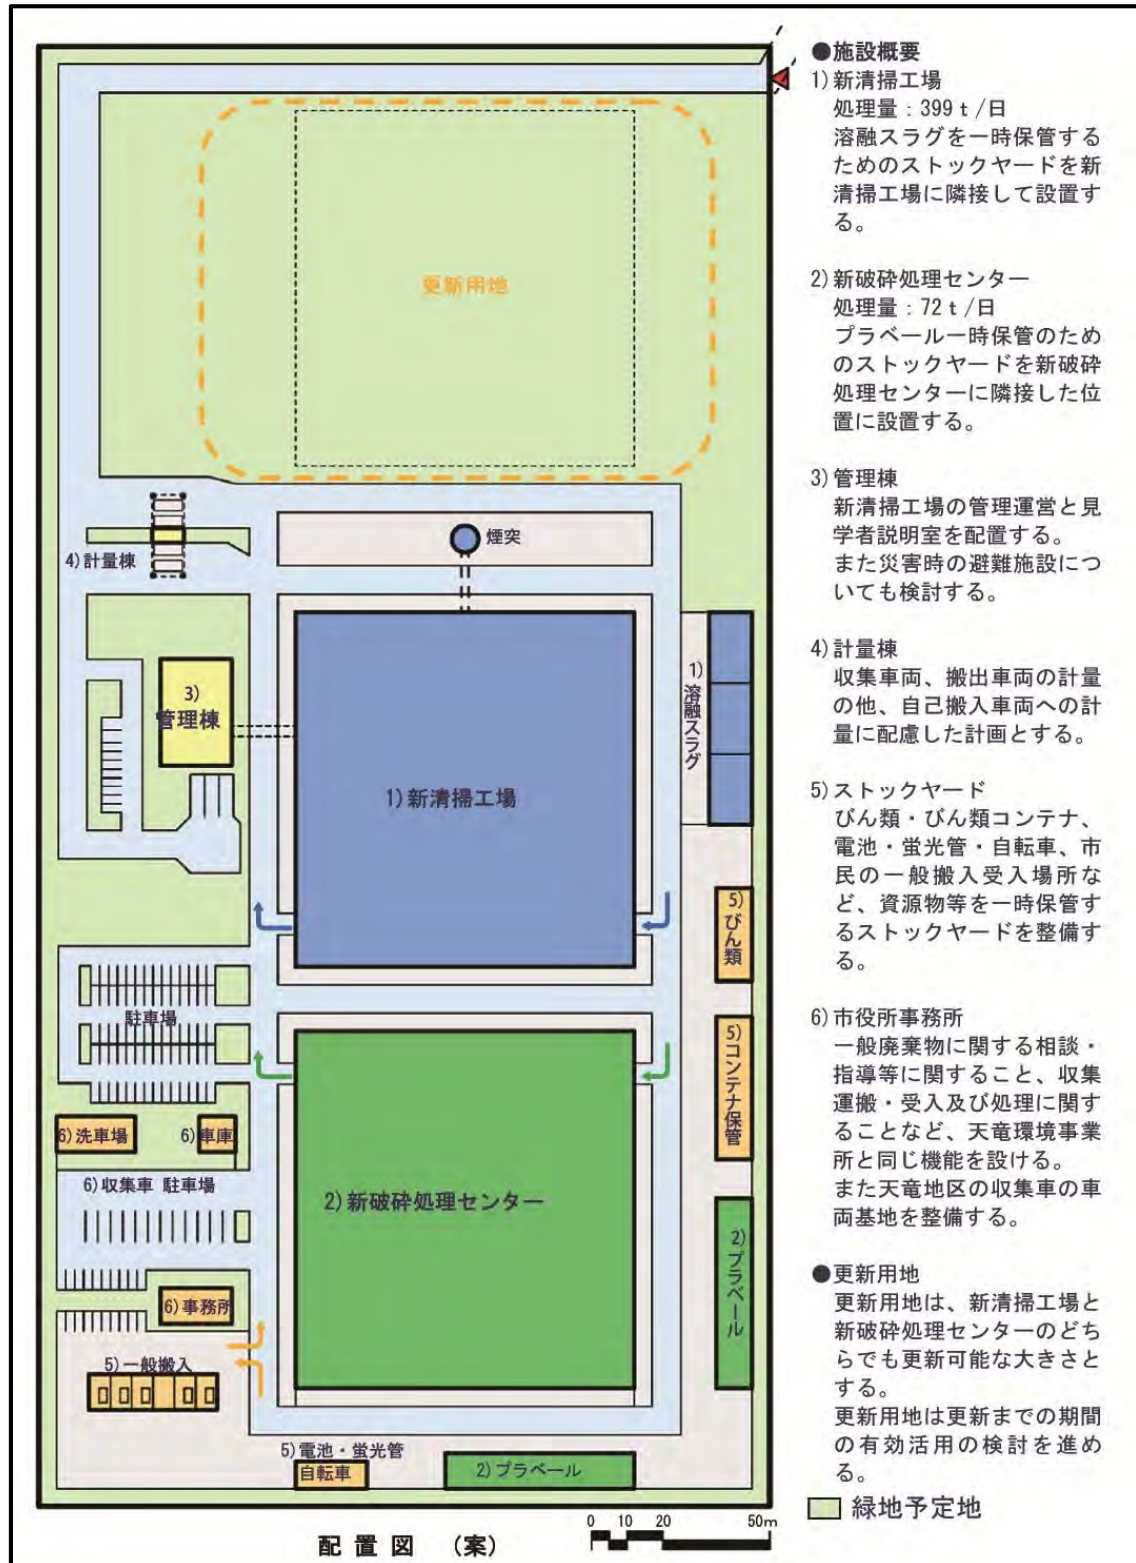 更新用地
煙突
4)計量棟
3)
管理棟
1)溶融スラグ
1)新清掃工場
5)びん類
駐車場
5)コンテナ保管
6)洗車場
6)車庫
6)収集車 駐車場
2)新破砕処理センター
2)プラベール
6)事務所
5)一般搬入
5)電池・蛍光管
自転車
2)プラベール
配置図 (案)
0 10 20 50m
●施設概要
1)新清掃工場
処理量:399t/日
溶融スラグを一時保管する
ためのストックヤードを新
清掃工場に隣接して設置す
る。
2)新破砕処理センター
処理量:72t/日
プラベール一時保管のため
のストックヤードを新破砕
処理センターに隣接した位
置に設置する。
3)管理棟
新清掃工場の管理運営と見
学者説明室を配置する。
また災害時の避難施設につ
いても検討する。
4)計量棟
収集車両、搬出車両の計量
の他、自己搬入車両への計
量に配慮した計画とする。
5)ストックヤード
びん類・びん類コンテナ、
電池・蛍光管・自転車、市
民の一般搬入受入場所な
ど、資源物等を一時保管す
るストックヤードを整備す
る。
6)市役所事務所
一般廃棄物に関する相談・
指導等に関すること、収集
運搬・受入及び処理に関す
ることなど、天竜環境事業
所と同じ機能を設ける。
また天竜地区の収集車の車
両基地を整備する。
●更新用地
更新用地は、新清掃工場と
新破砕処理センターのどち
らでも更新可能な大きさと
する。
更新用地は更新までの期間
の有効活用の検討を進め
る。
緑地予定地